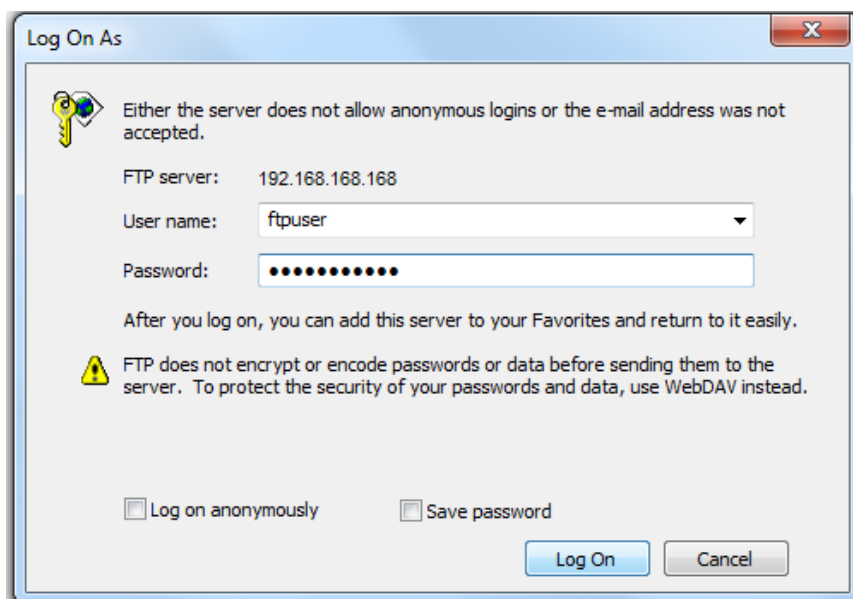 Log On As
Either the server does not allow anonymous logins or the e-mail address was not
accepted.
FTP server: 192.168.168.168
User name: ftpuser
Password: ●●●●●●●●●●●
After you log on, you can add this server to your Favorites and return to it easily.
FTP does not encrypt or encode passwords or data before sending them to the
server. To protect the security of your passwords and data, use WebDAV instead.
Log on anonymously Save password
Log On Cancel